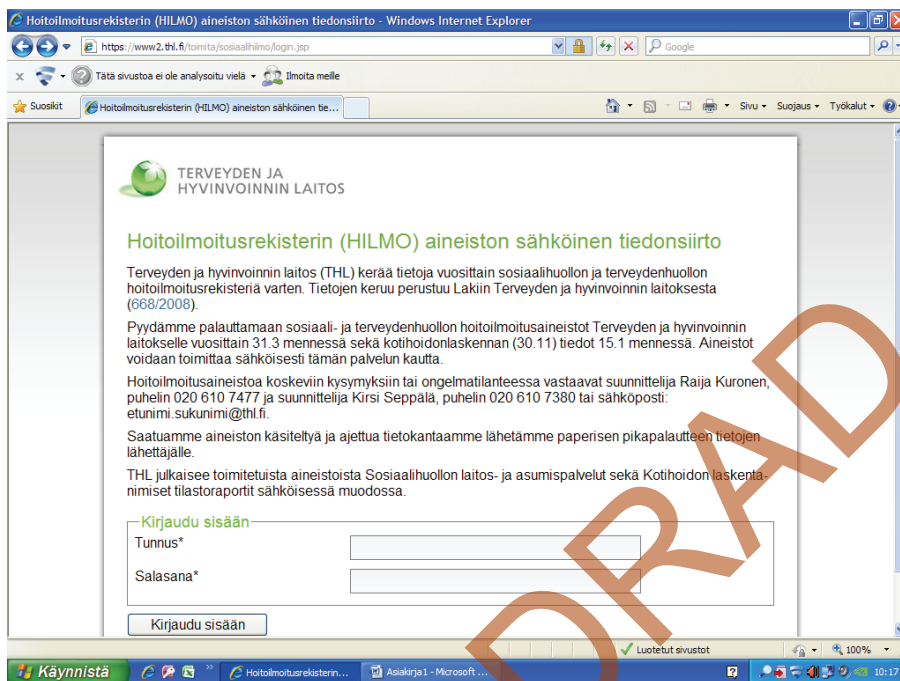 Hoitoilmoitusrekisterin (HILMO) aineiston sähköinen tiedonsiirto - Windows Internet Explorer
https://www2.thl.fi/toimita/sosiaalihilmo/login.jsp
Google
x
Tätä sivustoa ei ole analysoitu vielä
Ilmoita meille
Suosikit
Hoitoilmoitusrekisterin (HILMO) aineiston sähköinen tie...
Sivu
Suojaus
Työkalut
TERVEYDEN JA
HYVINVOINNIN LAITOS
Hoitoilmoitusrekisterin (HILMO) aineiston sähköinen tiedonsiirto
Terveyden ja hyvinvoinnin laitos (THL) kerää tietoja vuosittain sosiaalihuollon ja terveydenhuollon
hoitoilmoitusrekisteriä varten. Tietojen keruu perustuu Lakiin Terveyden ja hyvinvoinnin laitoksesta
(668/2008).
Pyydämme palauttamaan sosiaali- ja terveydenhuollon hoitoilmoitusaineistot Terveyden ja hyvinvoinnin
laitokselle vuosittain 31.3 mennessä sekä kotihoidonlaskennan (30.11) tiedot 15.1 mennessä. Aineistot
voidaan toimittaa sähköisesti tämän palvelun kautta.
Hoitoilmoitusaineistoa koskeviin kysymyksiin tai ongelmatilanteessa vastaavat suunnittelija Raija Kuronen,
puhelin 020 610 7477 ja suunnittelija Kirsi Seppälä, puhelin 020 610 7380 tai sähköposti:
etunimi.sukunimi@thl.fi.
Saatuamme aineiston käsiteltyä ja ajettua tietokantaamme lähetämme paperisen pikapalautteen tietojen
lähettäjälle.
THL julkaisee toimitetuista aineistoista Sosiaalihuollon laitos- ja asumispalvelut sekä Kotihoidon laskenta-
nimiset tilastoraportit sähköisessä muodossa.
Kirjaudu sisään
Tunnus*
Salasana*
Kirjaudu sisään
Luotetut sivustot
100%
Käynnistä
Hoitoilmoitusrekisterin...
Asiakirja1 - Microsoft ...
10:17
DRAD